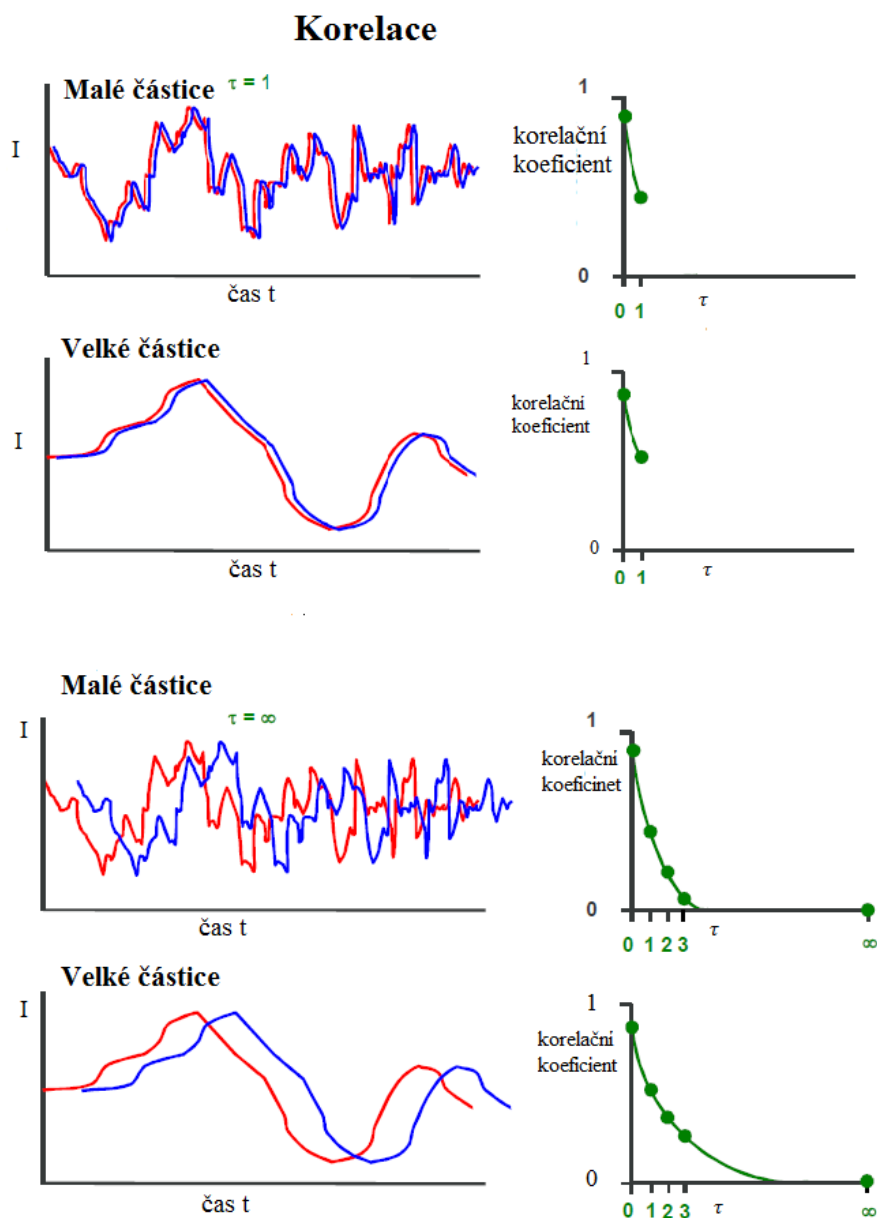 Korelace
Malé částice
τ = 1
I
čas t
1
korelační
koeficient
0
0 1
τ
Velké částice
I
čas t
1
korelační
koeficient
0
0 1
τ
Malé částice
τ = ∞
I
čas t
1
korelační
koeficinet
0
0 1 2 3
τ
∞
Velké částice
I
čas t
1
korelační
koeficient
0
0 1 2 3
τ
∞